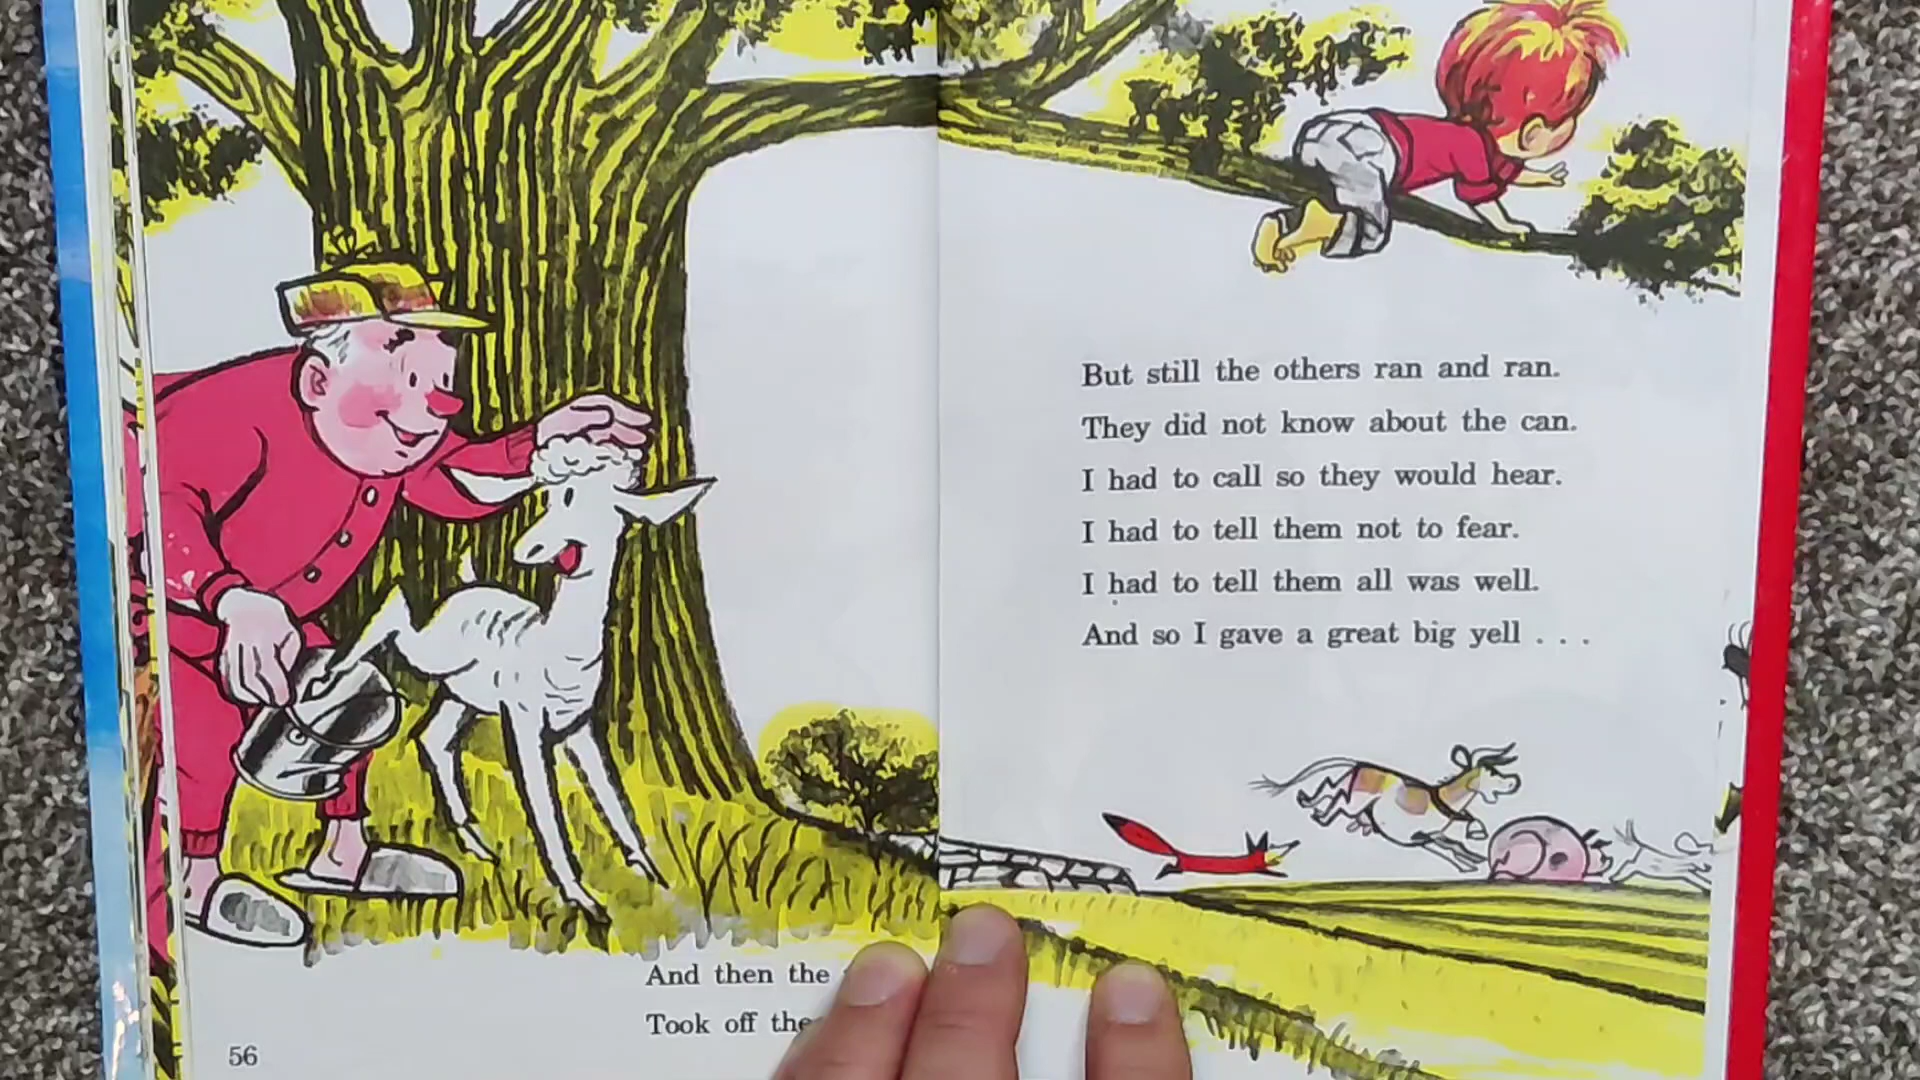 And then the
Took off the
56
But still the others ran and ran.
They did not know about the can.
I had to call so they would hear.
I had to tell them not to fear.
I had to tell them all was well.
And so I gave a great big yell . . .